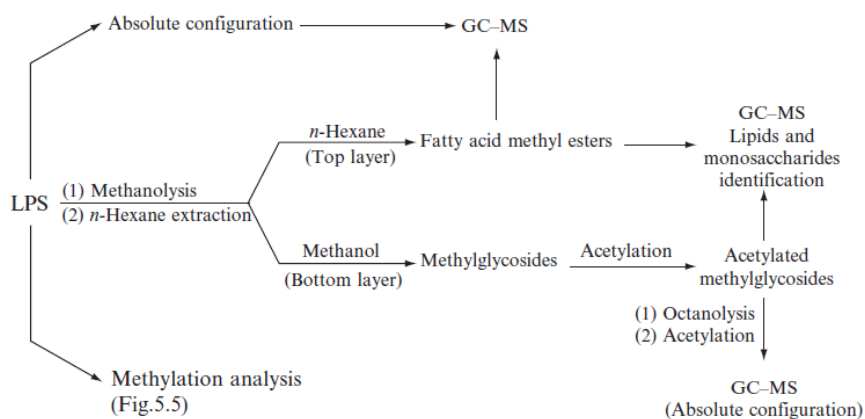 Absolute configuration
GC–MS
n-Hexane
(Top layer)
Fatty acid methyl esters
GC–MS
Lipids and
monosaccharides
identification
LPS
(1) Methanolysis
(2) n-Hexane extraction
Methanol
(Bottom layer)
Methylglycosides
Acetylation
Acetylated
methylglycosides
(1) Octanolysis
(2) Acetylation
Methylation analysis
(Fig.5.5)
GC–MS
(Absolute configuration)